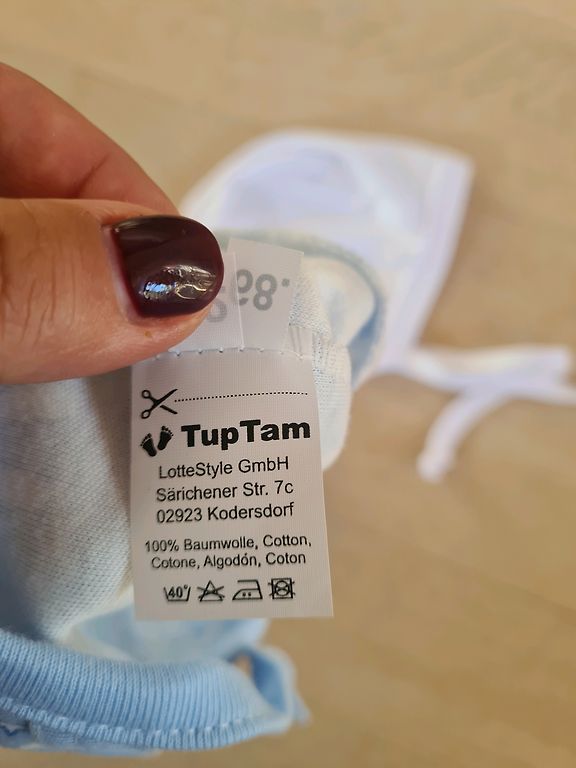 TupTam
LotteStyle GmbH
Särichener Str. 7c
02923 Kodersdorf
100% Baumwolle, Cotton,
Cotone, Algodón, Coton
40°